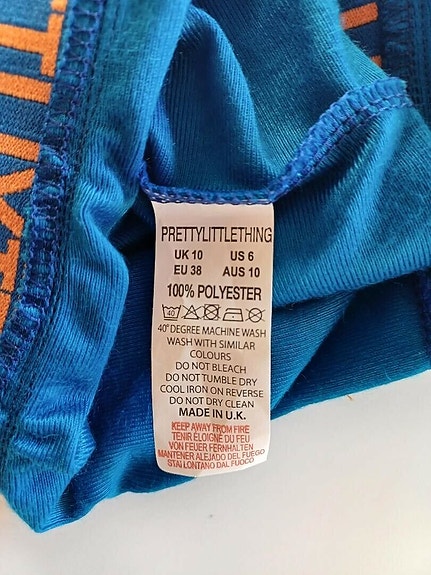 PRETTYLITTLETHING
UK 10 US 6
EU 38 AUS 10
100% POLYESTER
40
40° DEGREE MACHINE WASH
WASH WITH SIMILAR
COLOURS
DO NOT BLEACH
DO NOT TUMBLE DRY
COOL IRON ON REVERSE
DO NOT DRY CLEAN
MADE IN U.K.
KEEP AWAY FROM FIRE
TENIR ÉLOIGNÉ DU FEU
VON FEUER FERNHALTEN
MANTENER ALEJADO DEL FUEGO
STAI LONTANO DAL FUOCO